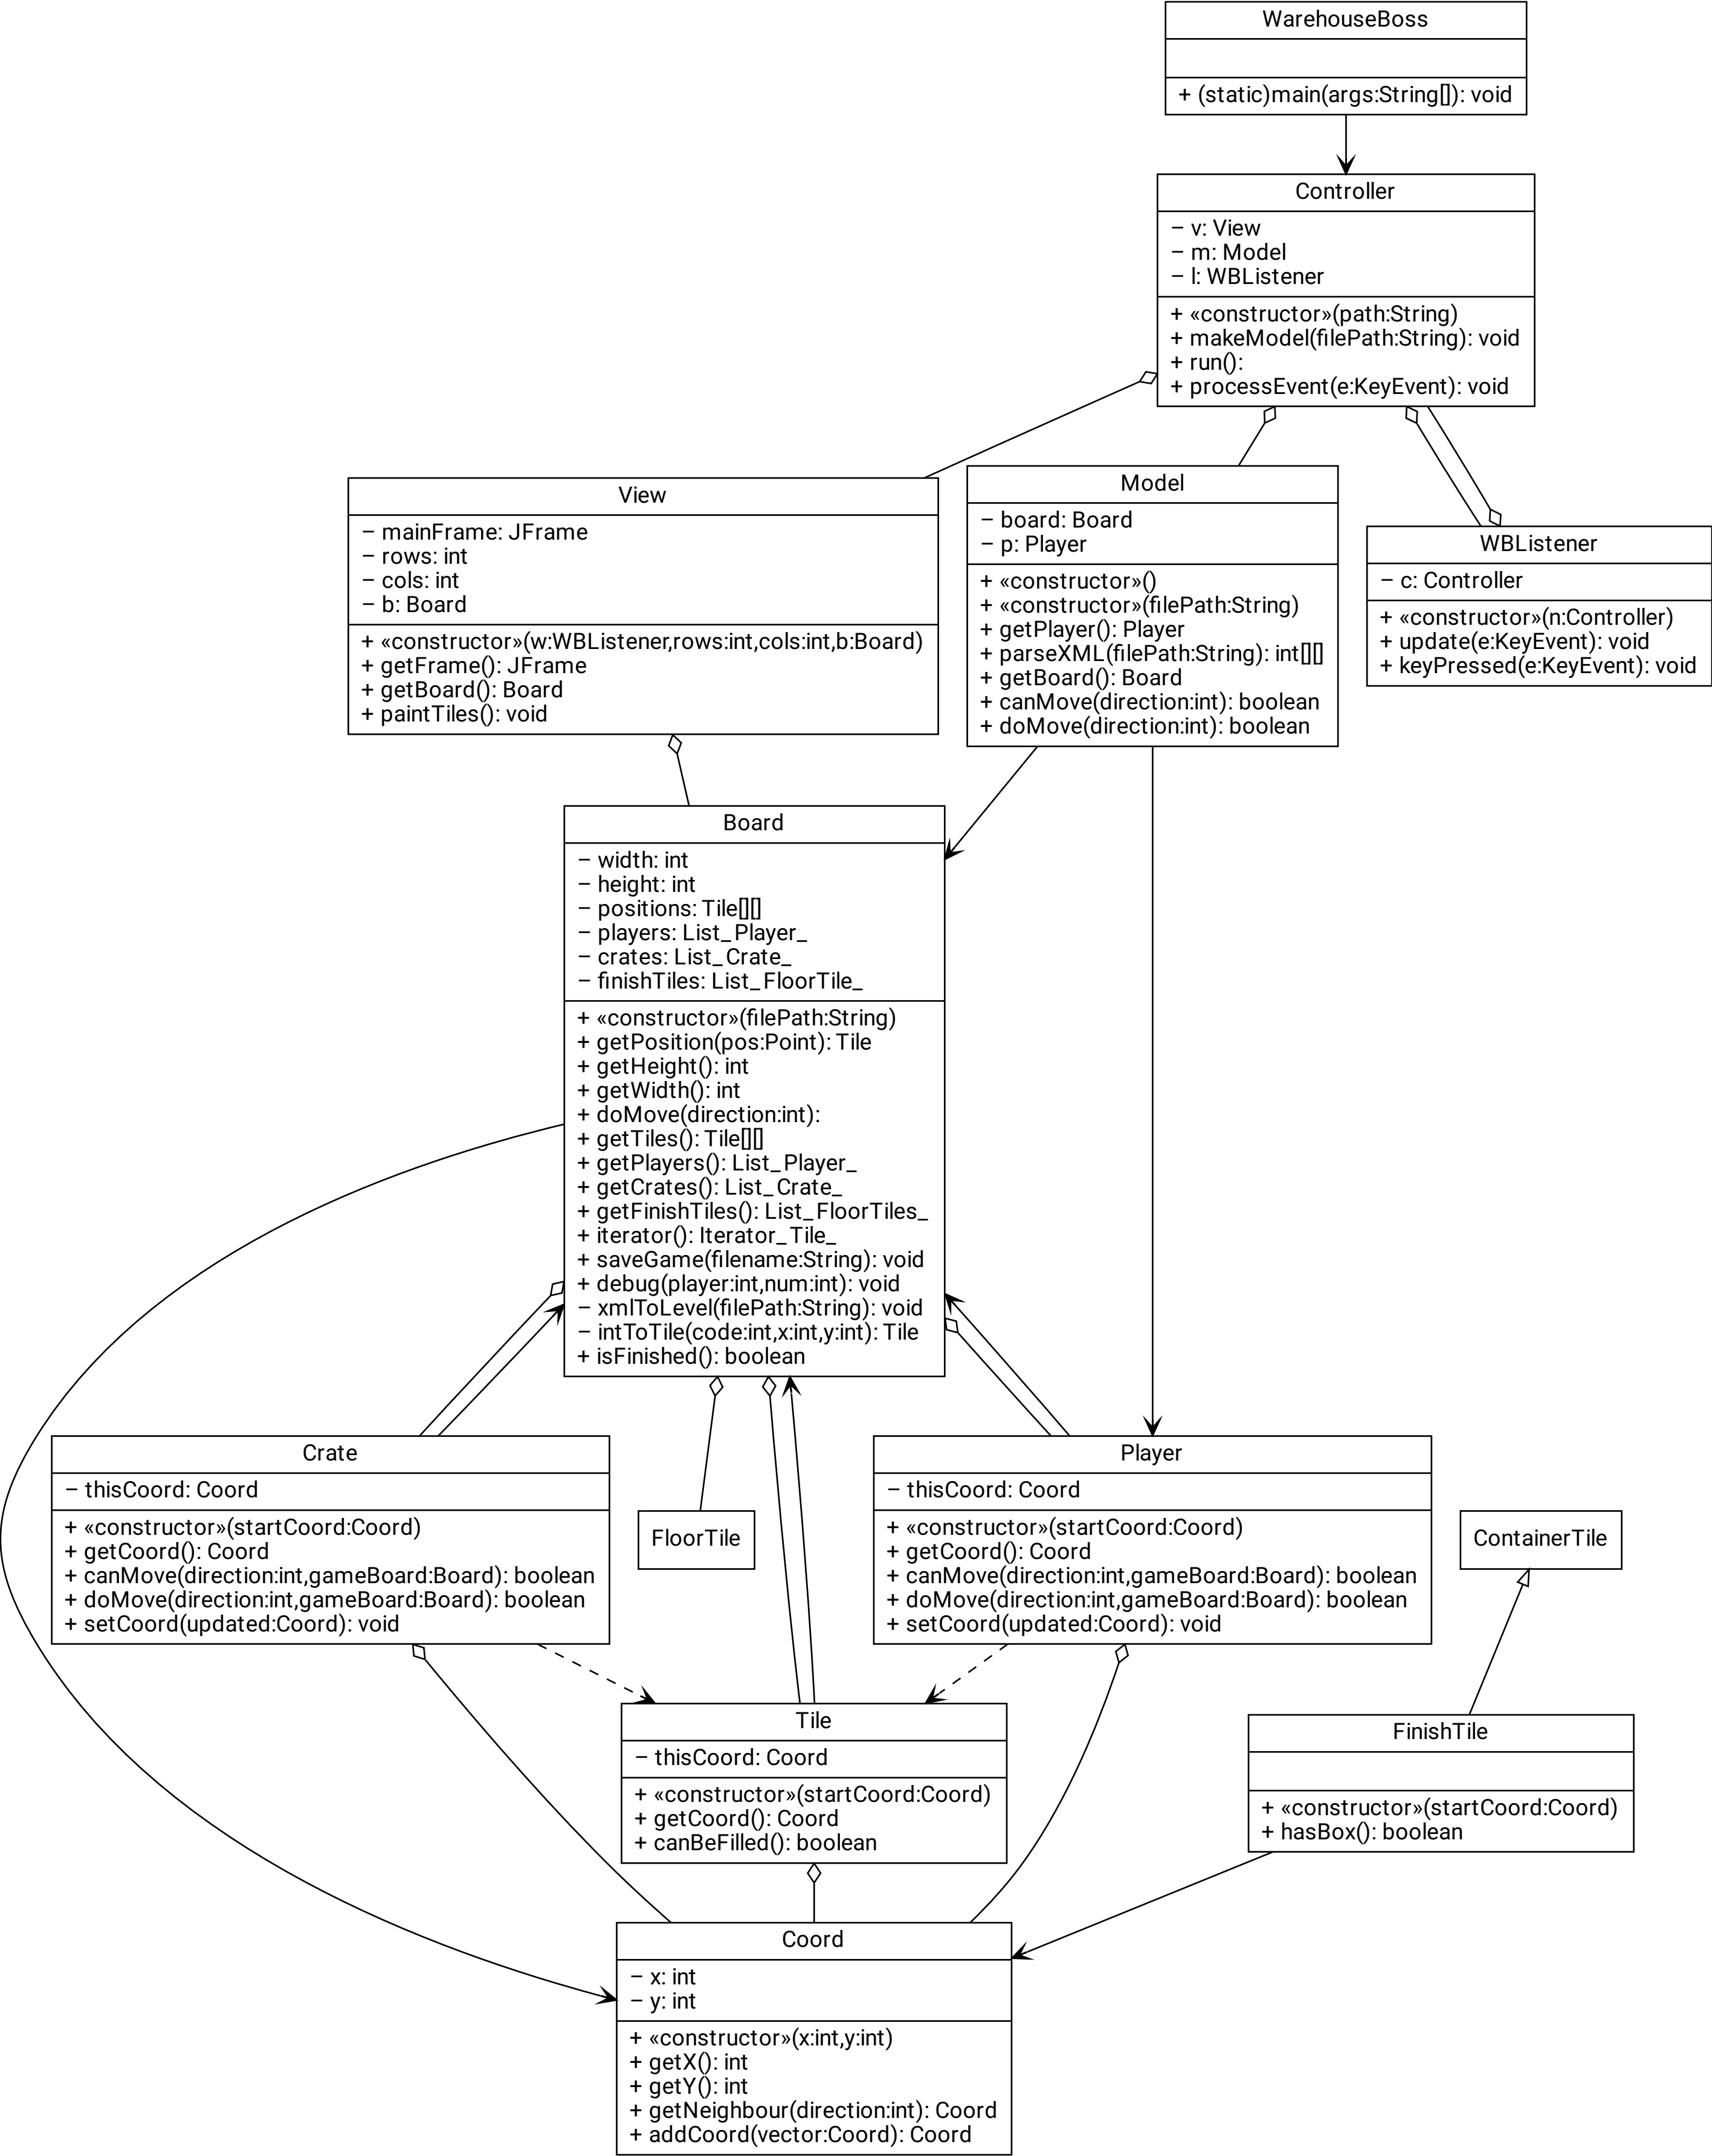 WarehouseBoss
+ (static)main(args:String[]): void
Controller
− v: View
− m: Model
− l: WBListener
+ «constructor»(path:String)
+ makeModel(filePath:String): void
+ run():
+ processEvent(e:KeyEvent): void
View
− mainFrame: JFrame
− rows: int
− cols: int
− b: Board
+ «constructor»(w:WBListener,rows:int,cols:int,b:Board)
+ getFrame(): JFrame
+ getBoard(): Board
+ paintTiles(): void
Model
− board: Board
− p: Player
+ «constructor»()
+ «constructor»(filePath:String)
+ getPlayer(): Player
+ parseXML(filePath:String): int[][]
+ getBoard(): Board
+ canMove(direction:int): boolean
+ doMove(direction:int): boolean
WBListener
− c: Controller
+ «constructor»(n:Controller)
+ update(e:KeyEvent): void
+ keyPressed(e:KeyEvent): void
Board
− width: int
− height: int
− positions: Tile[][]
− players: List_Player_
− crates: List_Crate_
− finishTiles: List_FloorTile_
+ «constructor»(filePath:String)
+ getPosition(pos:Point): Tile
+ getHeight(): int
+ getWidth(): int
+ doMove(direction:int):
+ getTiles(): Tile[][]
+ getPlayers(): List_Player_
+ getCrates(): List_Crate_
+ getFinishTiles(): List_FloorTiles_
+ iterator(): Iterator_Tile_
+ saveGame(filename:String): void
+ debug(player:int,num:int): void
− xmlToLevel(filePath:String): void
− intToTile(code:int,x:int,y:int): Tile
+ isFinished(): boolean
Crate
− thisCoord: Coord
+ «constructor»(startCoord:Coord)
+ getCoord(): Coord
+ canMove(direction:int,gameBoard:Board): boolean
+ doMove(direction:int,gameBoard:Board): boolean
+ setCoord(updated:Coord): void
FloorTile
Player
− thisCoord: Coord
+ «constructor»(startCoord:Coord)
+ getCoord(): Coord
+ canMove(direction:int,gameBoard:Board): boolean
+ doMove(direction:int,gameBoard:Board): boolean
+ setCoord(updated:Coord): void
ContainerTile
Tile
− thisCoord: Coord
+ «constructor»(startCoord:Coord)
+ getCoord(): Coord
+ canBeFilled(): boolean
FinishTile
+ «constructor»(startCoord:Coord)
+ hasBox(): boolean
Coord
− x: int
− y: int
+ «constructor»(x:int,y:int)
+ getX(): int
+ getY(): int
+ getNeighbour(direction:int): Coord
+ addCoord(vector:Coord): Coord